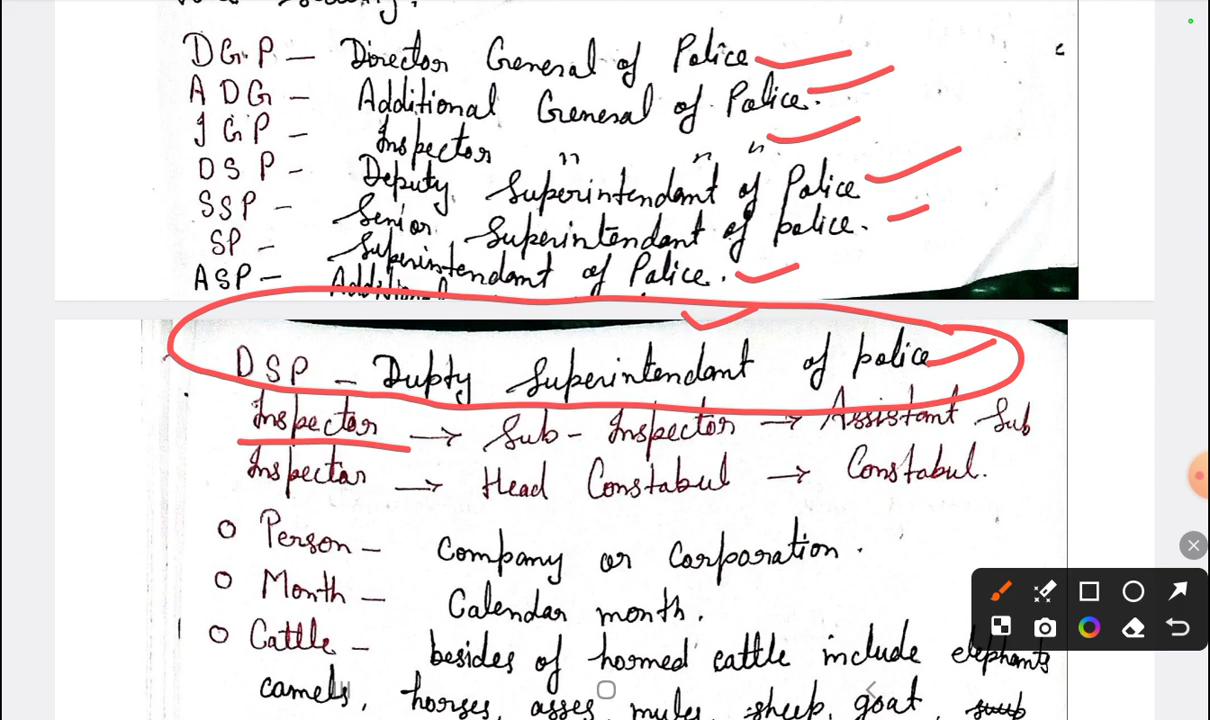 DG.P – Director General of Police
ADG – Additional General of Police.
IGP – Inspector " " "
DSP – Deputy Superintendant of Police
SSP – Senior Superintendant of police.
SP – Superintendant of Police.
ASP – Additional
DSP – Dupty Superintendant of police
Inspector → Sub-Inspector → Assistant Sub
Inspector → Head Constabul → Constabul.
o Person – Company or Corporation.
o Month – Calendar month.
o Cattle – besides of horned cattle include elephants
camels, horses, asses, mules, sheep, goat,